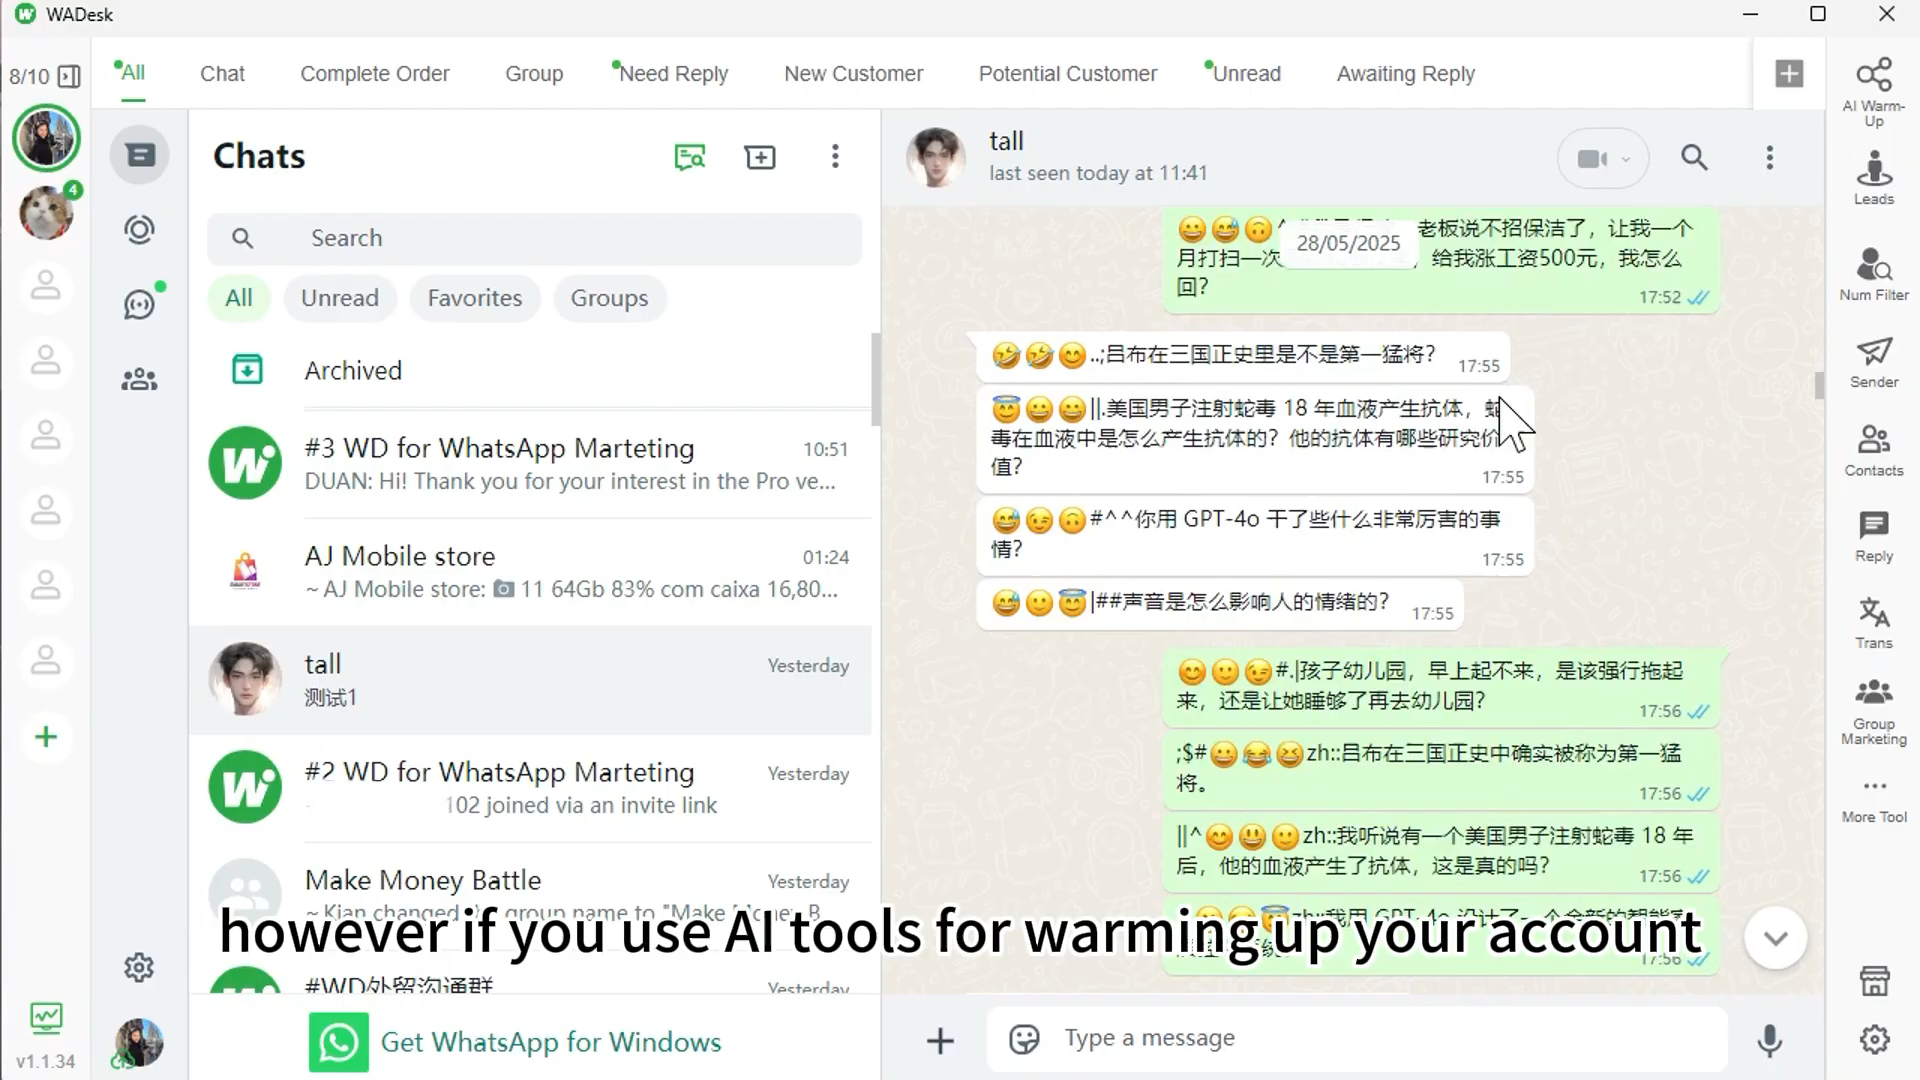 WADesk
8/10
All
Chat
Complete Order
Group
Need Reply
New Customer
Potential Customer
Unread
Awaiting Reply
AI Warm-
Up
Leads
Num Filter
Sender
Contacts
Reply
Trans
Group
Marketing
More Tool
4
v1.1.34
Chats
Search
All
Unread
Favorites
Groups
Archived
#3 WD for WhatsApp Marteting
10:51
DUAN: Hi! Thank you for your interest in the Pro ve...
AJ Mobile store
01:24
~ AJ Mobile store: 11 64Gb 83% com caixa 16,80...
tall
Yesterday
测试1
#2 WD for WhatsApp Marteting
Yesterday
102 joined via an invite link
Make Money Battle
Yesterday
#WD外贸沟通群
Yesterday
Get WhatsApp for Windows
tall
last seen today at 11:41
28/05/2025
老板说不招保洁了，让我一个
月打扫一次
给我涨工资500元，我怎么
回？
17:52
🤣🤣😊..;吕布在三国正史里是不是第一猛将？
17:55
😇😀😀||.美国男子注射蛇毒 18 年血液产生抗体，蛇
毒在血液中是怎么产生抗体的？他的抗体有哪些研究价
值？
17:55
😅😉🙃#^^你用 GPT-4o 干了些什么非常厉害的事
情？
17:55
😅🙂😇|##声音是怎么影响人的情绪的？
17:55
😊🙂😉#.|孩子幼儿园，早上起不来，是该强行拖起
来，还是让她睡够了再去幼儿园？
17:56
;$#😀😂😆zh::吕布在三国正史中确实被称为第一猛
将。
17:56
||^😊😃🙂zh::我听说有一个美国男子注射蛇毒 18 年
后，他的血液产生了抗体，这是真的吗？
17:56
17:56
however if you use AI tools for warming up your account
Type a message